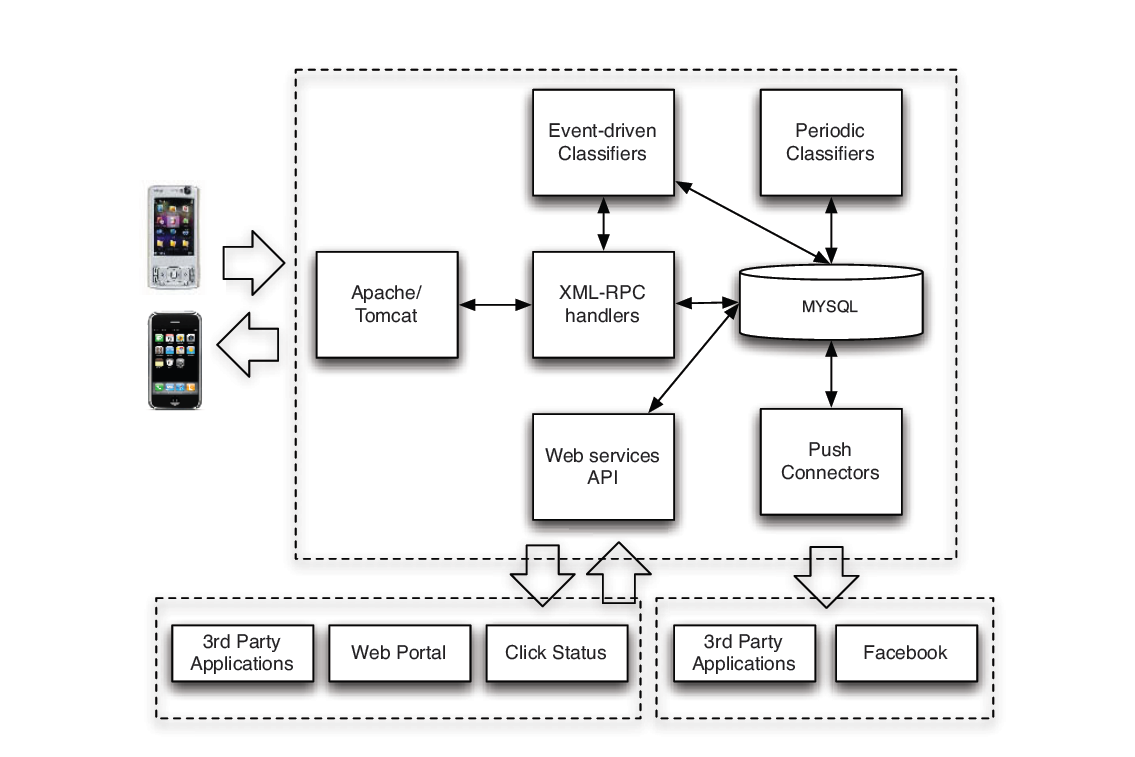 Event-driven
Classifiers
Periodic
Classifiers
Apache/
Tomcat
XML-RPC
handlers
MYSQL
Web services
API
Push
Connectors
3rd Party
Applications
Web Portal
Click Status
3rd Party
Applications
Facebook